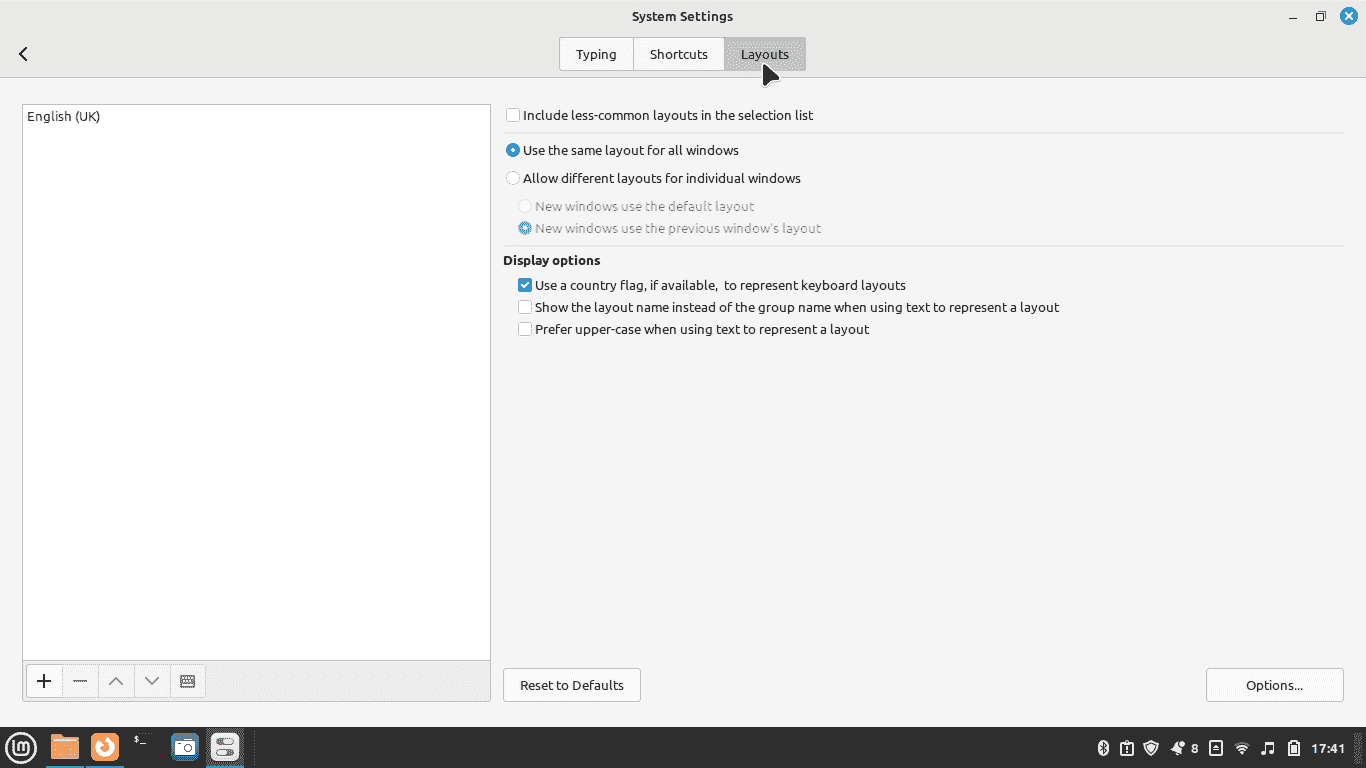 System Settings
Typing Shortcuts Layouts
English (UK)
Include less-common layouts in the selection list
Use the same layout for all windows
Allow different layouts for individual windows
New windows use the default layout
New windows use the previous window's layout
Display options
Use a country flag, if available,  to represent keyboard layouts
Show the layout name instead of the group name when using text to represent a layout
Prefer upper-case when using text to represent a layout
Reset to Defaults
Options...
lm
$_
8
17:41